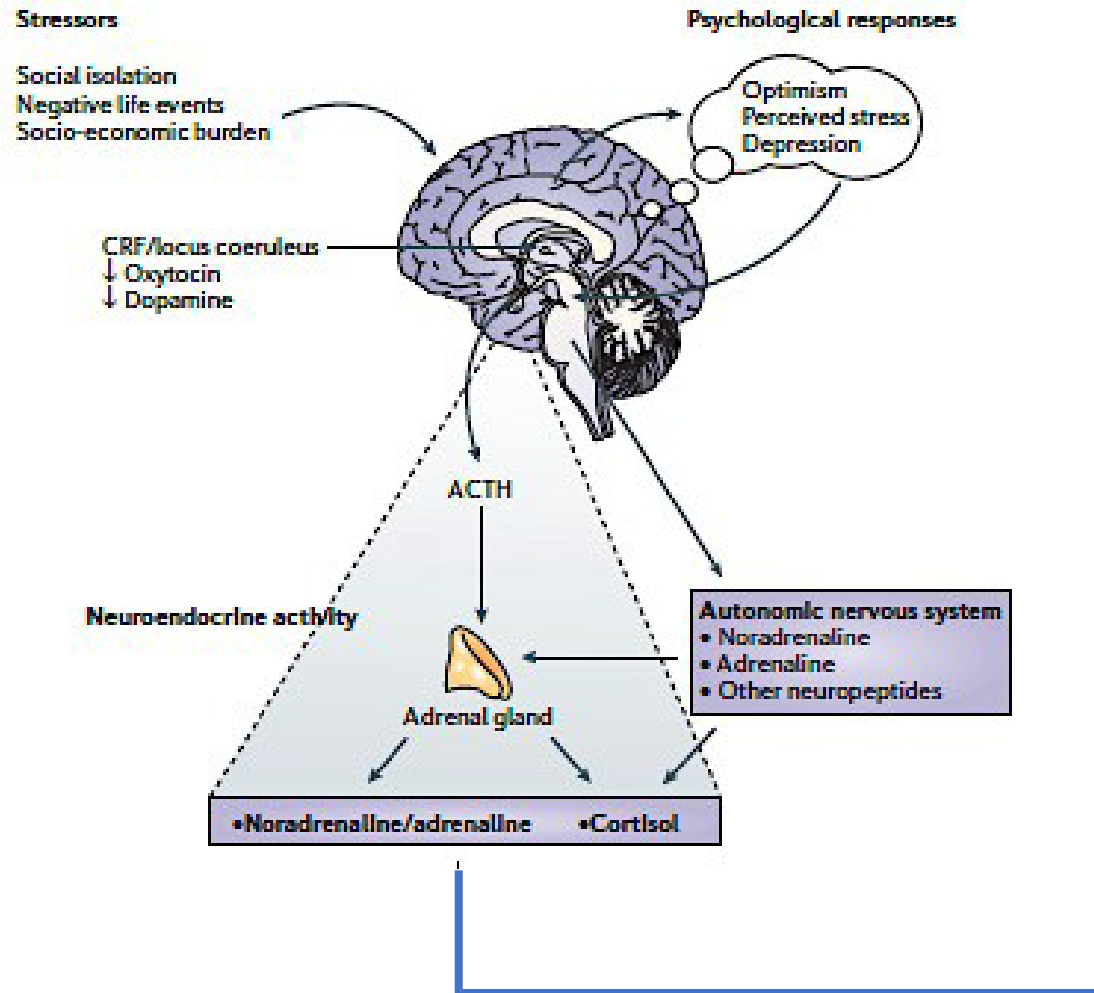 Stressors
Social isolation
Negative life events
Socio-economic burden
Psychological responses
Optimism
Perceived stress
Depression
CRF/locus coeruleus
↓ Oxytocin
↓ Dopamine
ACTH
Neuroendocrine activity
Autonomic nervous system
• Noradrenaline
• Adrenaline
• Other neuropeptides
Adrenal gland
•Noradrenaline/adrenaline •Cortisol